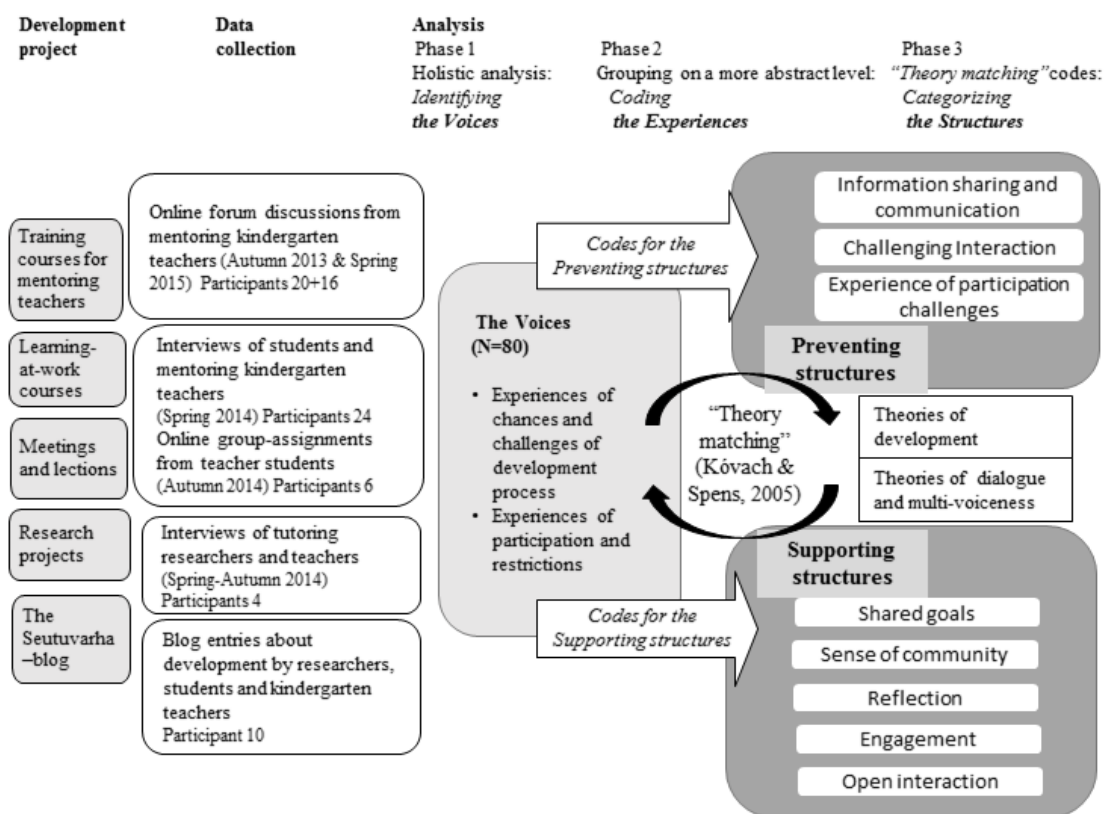 Development
project
Data
collection
Analysis
Phase 1
Holistic analysis:
Identifying
the Voices
Phase 2
Grouping on a more abstract level:
Coding
the Experiences
Phase 3
“Theory matching” codes:
Categorizing
the Structures
Training
courses for
mentoring
teachers
Learning-
at-work
courses
Meetings
and lections
Research
projects
The
Seutuvarha
–blog
Online forum discussions from
mentoring kindergarten
teachers (Autumn 2013 & Spring
2015) Participants 20+16
Interviews of students and
mentoring kindergarten
teachers
(Spring 2014) Participants 24
Online group-assignments
from teacher students
(Autumn 2014) Participants 6
Interviews of tutoring
researchers and teachers
(Spring-Autumn 2014)
Participants 4
Blog entries about
development by researchers,
students and kindergarten
teachers
Participant 10
The Voices
(N=80)
• Experiences of
chances and
challenges of
development
process
• Experiences of
participation and
restrictions
Codes for the
Preventing structures
Codes for the
Supporting structures
“Theory
matching”
(Kóvach &
Spens, 2005)
Information sharing and
communication
Challenging Interaction
Experience of participation
challenges
Preventing
structures
Theories of
development
Theories of dialogue
and multi-voiceness
Supporting
structures
Shared goals
Sense of community
Reflection
Engagement
Open interaction